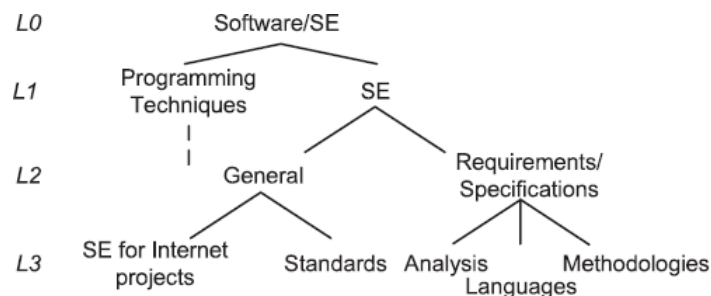 L0 Software/SE
Programming
Techniques
L1 SE
L2 General
Requirements/
Specifications
L3 SE for Internet
projects
Standards
Analysis
Languages
Methodologies